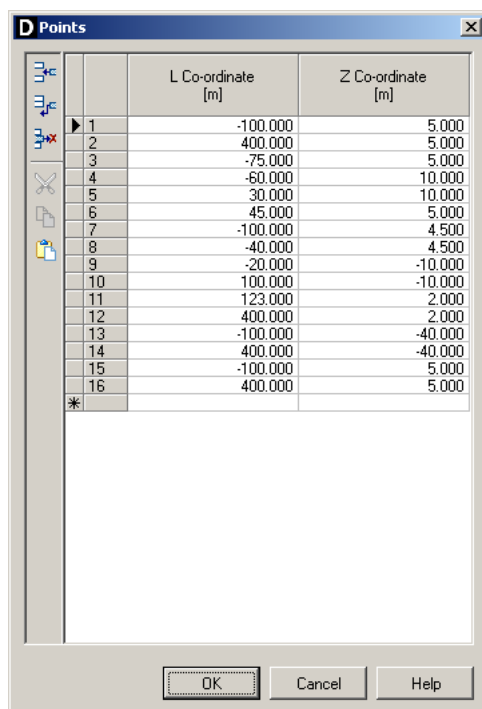 D Points
L Co-ordinate Z Co-ordinate
[m] [m]
1 -100.000 5.000
2 400.000 5.000
3 -75.000 5.000
4 -60.000 10.000
5 30.000 10.000
6 45.000 5.000
7 -100.000 4.500
8 -40.000 4.500
9 -20.000 -10.000
10 100.000 -10.000
11 123.000 2.000
12 400.000 2.000
13 -100.000 -40.000
14 400.000 -40.000
15 -100.000 5.000
16 400.000 5.000
OK Cancel Help